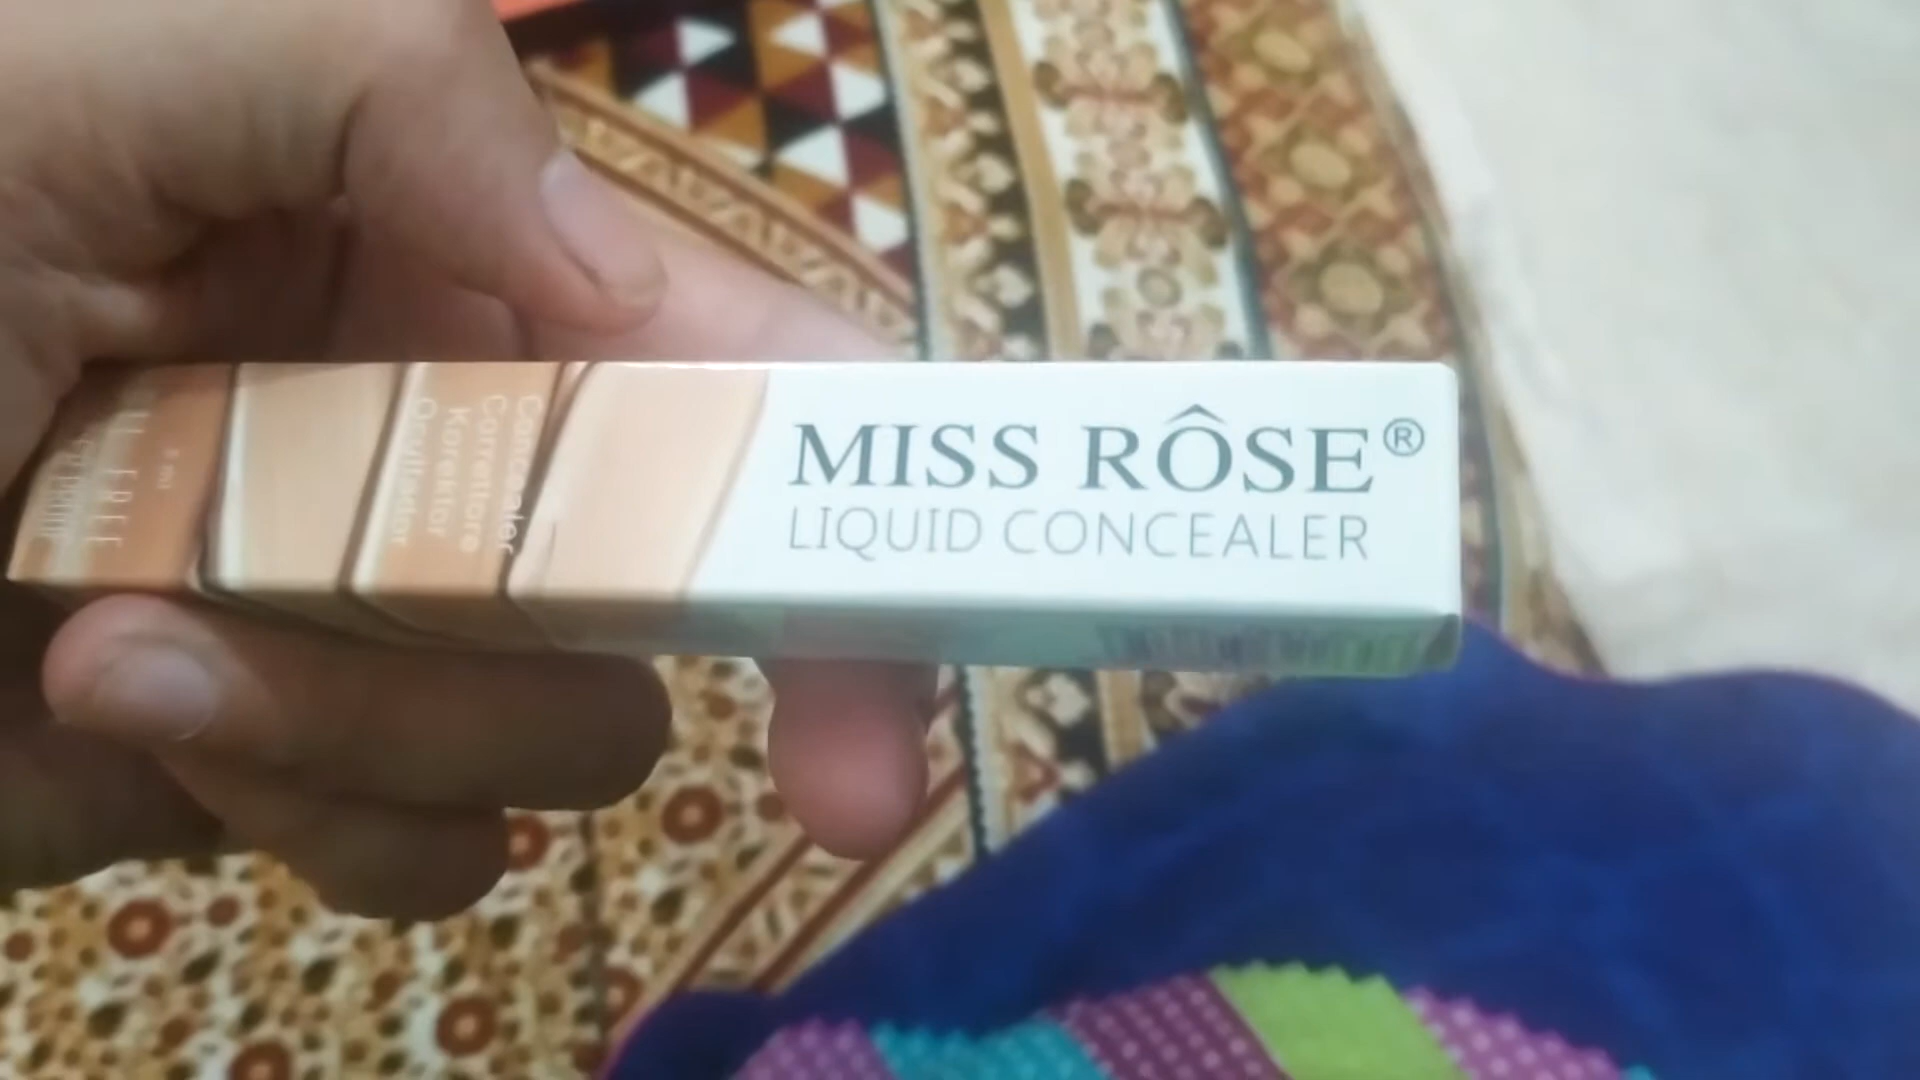 MISS RÔSE®
LIQUID CONCEALER
Concealer
Correttore
Korektor
Ocultador